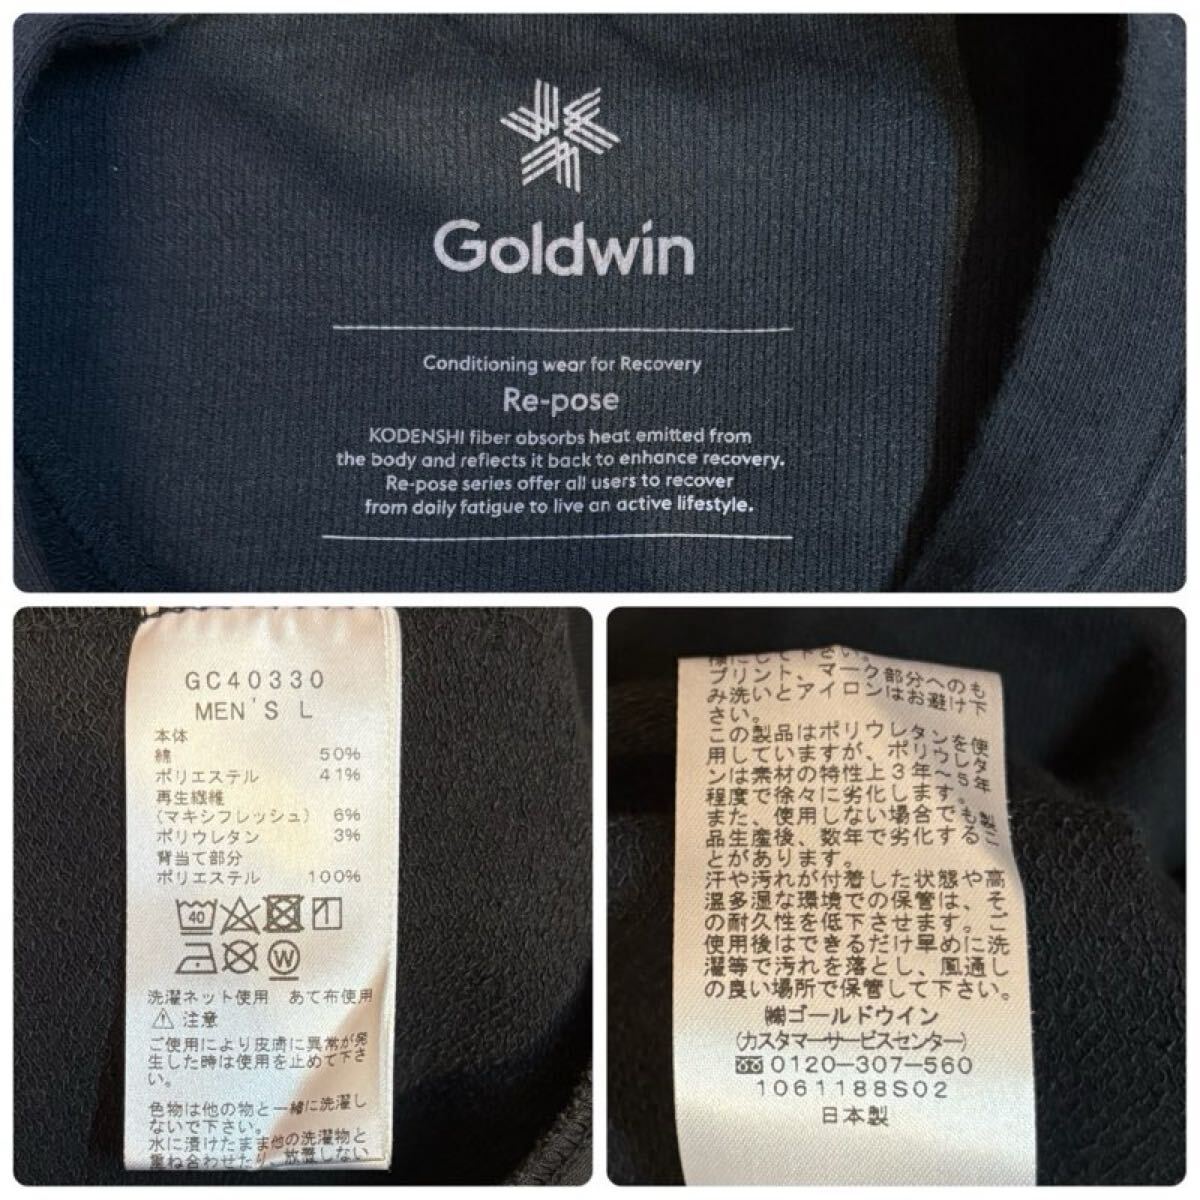 Goldwin
Conditioning wear for Recovery
Re-pose
KODENSHI fiber absorbs heat emitted from
the body and reflects it back to enhance recovery.
Re-pose series offer all users to recover
from daily fatigue to live an active lifestyle.
GC40330
MEN'S L
本体
綿 50%
ポリエステル 41%
再生繊維
(マキシフレッシュ) 6%
ポリウレタン 3%
背当て部分
ポリエステル 100%
40
W
洗濯ネット使用 あて布使用
⚠ 注意
ご使用により皮膚に異常が発
生した時は使用を止めて下さ
い。
色物は他の物と一緒に洗濯し
ないで下さい。
水に漬けたまま他の洗濯物と
重ね合わせたり、放置しない
様にして下さい。
プリント、マーク部分へのも
み洗いとアイロンはお避け下
さい。
この製品はポリウレタンを使
用していますが、ポリウレタ
ンは素材の特性上3年～5年
程度で徐々に劣化します。
また、使用しない場合でも製
品生産後、数年で劣化するこ
とがあります。
汗や汚れが付着した状態や高
温多湿な環境での保管は、そ
の耐久性を低下させます。ご
使用後はできるだけ早めに洗
濯等で汚れを落とし、風通し
の良い場所で保管して下さい。
㈱ゴールドウイン
(カスタマーサービスセンター)
0120-307-560
1061188S02
日本製